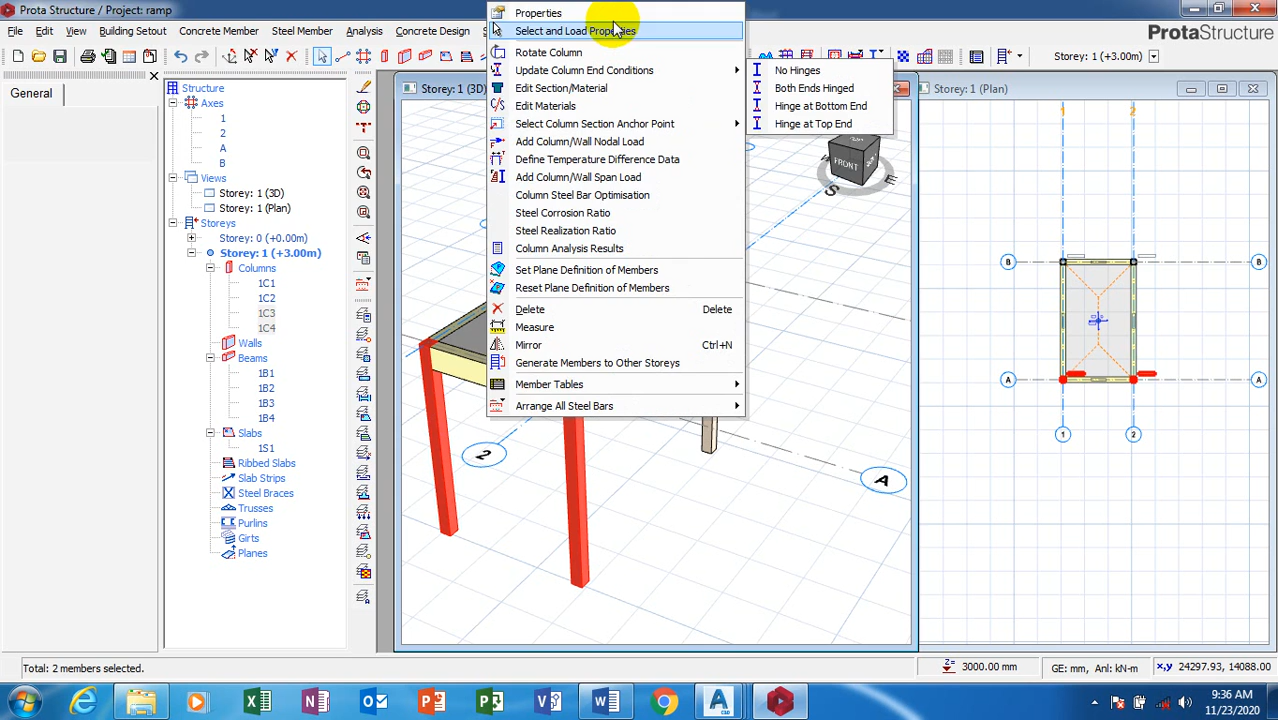 Prota Structure / Project: ramp
File Edit View Building Setout Concrete Member Steel Member Analysis Concrete Design
ProtaStructure
Storey: 1 (+3.00m)
General
Structure
Axes
1
2
A
B
Views
Storey: 1 (3D)
Storey: 1 (Plan)
Storeys
Storey: 0 (+0.00m)
Storey: 1 (+3.00m)
Columns
1C1
1C2
1C3
1C4
Walls
Beams
1B1
1B2
1B3
1B4
Slabs
1S1
Ribbed Slabs
Slab Strips
Steel Braces
Trusses
Purlins
Girts
Planes
Storey: 1 (3D)
Properties
Select and Load Properties
Rotate Column
Update Column End Conditions
Edit Section/Material
Edit Materials
Select Column Section Anchor Point
Add Column/Wall Nodal Load
Define Temperature Difference Data
Add Column/Wall Span Load
Column Steel Bar Optimisation
Steel Corrosion Ratio
Steel Realization Ratio
Column Analysis Results
Set Plane Definition of Members
Reset Plane Definition of Members
Delete Delete
Measure
Mirror Ctrl+N
Generate Members to Other Storeys
Member Tables
Arrange All Steel Bars
No Hinges
Both Ends Hinged
Hinge at Bottom End
Hinge at Top End
FRONT
S
E
2
A
Storey: 1 (Plan)
1 2
B B
A A
1 2
Total: 2 members selected.
Z= 3000.00 mm
GE: mm, Anl: kN-m
x,y 24297.93, 14088.00
9:36 AM
11/23/2020